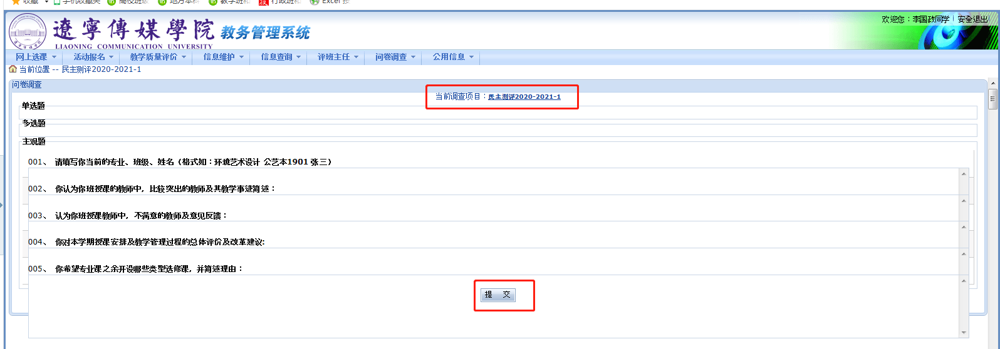 收藏 手机收藏夹 高校班级 地方本科 教学班和 行政班和 Excel 按
遼寧傳媒學院 教务管理系统
LIAONING COMMUNICATION UNIVERSITY
欢迎您：李国政同学 安全退出
网上选课 活动报名 教学质量评价 信息维护 信息查询 评班主任 问卷调查 公用信息
当前位置 -- 民主测评2020-2021-1
问卷调查
当前调查项目：民主测评2020-2021-1
单选题
多选题
主观题
001、 请填写你当前的专业、班级、姓名（格式如：环境艺术设计 公艺本1901 张三）
002、 你认为你班授课的教师中，比较突出的教师及其教学事迹简述：
003、 认为你班授课教师中，不满意的教师及意见反馈：
004、 你对本学期授课安排及教学管理过程的总体评价及改革建议:
005、 你希望专业课之余开设哪些类型选修课，并简述理由：
提 交